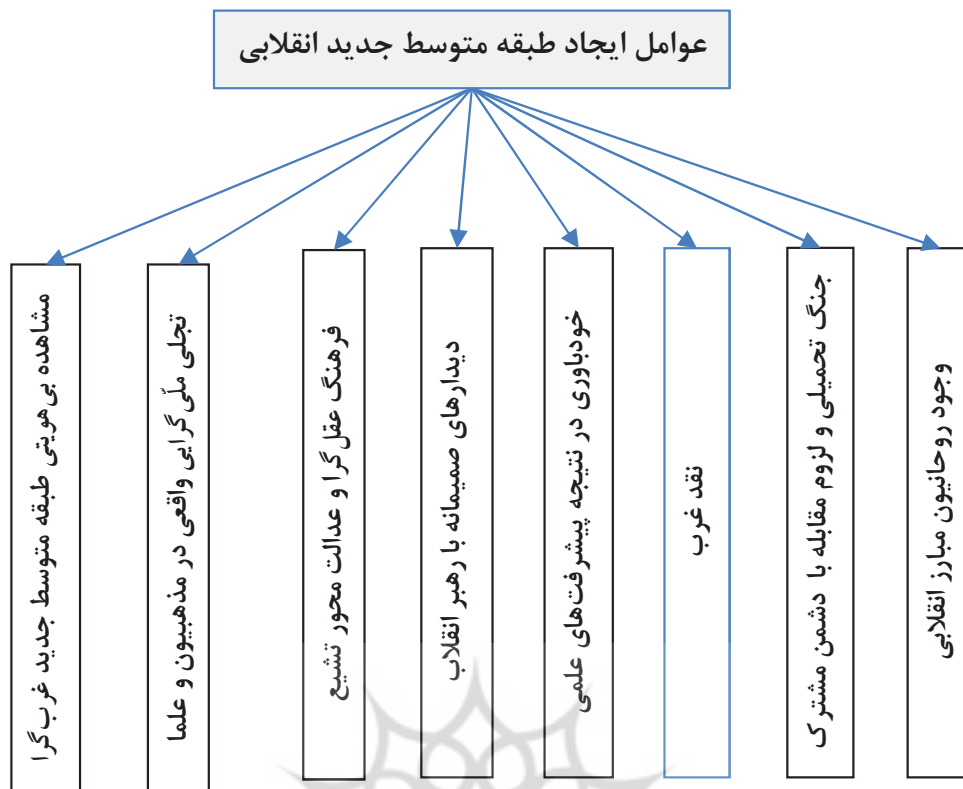 عوامل ایجاد طبقه متوسط جدید انقلابی
وجود روحانیون مبارز انقلابی
جنگ تحمیلی و لزوم مقابله با دشمن مشترک
نقد غرب
خودباوری در نتیجه پیشرفت‌های علمی
دیدارهای صمیمانه با رهبر انقلاب
فرهنگ عقل‌گرا و عدالت محور تشیع
تجلی ملّی‌گرایی واقعی در مذهبیون و علما
مشاهده بی‌هویتی طبقه متوسط جدید غرب‌گرا